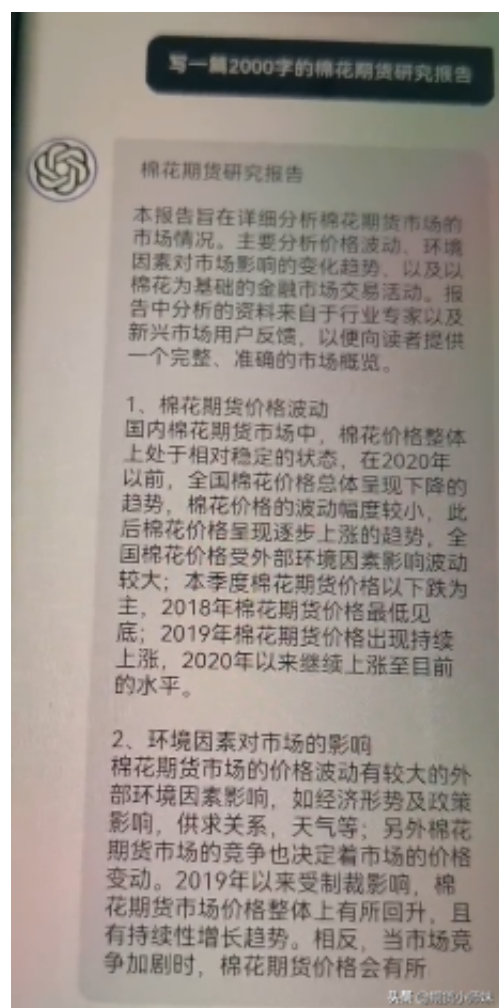 写一篇2000字的棉花期货研究报告
棉花期货研究报告
本报告旨在详细分析棉花期货市场的
市场情况。主要分析价格波动、环境
因素对市场影响的变化趋势，以及以
棉花为基础的金融市场交易活动。报
告中分析的资料来自于行业专家以及
新兴市场用户反馈，以便向读者提供
一个完整、准确的市场概览。
1、棉花期货价格波动
国内棉花期货市场中，棉花价格整体
上处于相对稳定的状态，在2020年
以前，全国棉花价格总体呈现下降的
趋势，棉花价格的波动幅度较小，此
后棉花价格呈现逐步上涨的趋势，全
国棉花价格受外部环境因素影响波动
较大；本季度棉花期货价格以下跌为
主，2018年棉花期货价格最低见
底；2019年棉花期货价格出现持续
上涨，2020年以来继续上涨至目前
的水平。
2、环境因素对市场的影响
棉花期货市场的价格波动有较大的外
部环境因素影响，如经济形势及政策
影响，供求关系，天气等；另外棉花
期货市场的竞争也决定着市场的价格
变动。2019年以来受制裁影响，棉
花期货市场价格整体上有所回升，且
有持续性增长趋势。相反，当市场竞
争加剧时，棉花期货价格会有所
头条